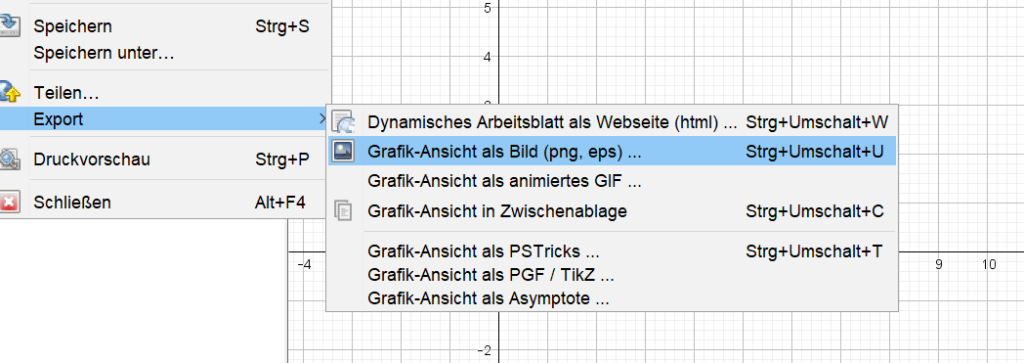 5
Speichern Strg+S
Speichern unter…
4
Teilen…
Export
Dynamisches Arbeitsblatt als Webseite (html) ... Strg+Umschalt+W
Druckvorschau Strg+P
Grafik-Ansicht als Bild (png, eps) ... Strg+Umschalt+U
Grafik-Ansicht als animiertes GIF ...
Schließen Alt+F4
Grafik-Ansicht in Zwischenablage Strg+Umschalt+C
Grafik-Ansicht als PSTricks ... Strg+Umschalt+T
-4
9 10
Grafik-Ansicht als PGF / TikZ ...
Grafik-Ansicht als Asymptote ...
-2